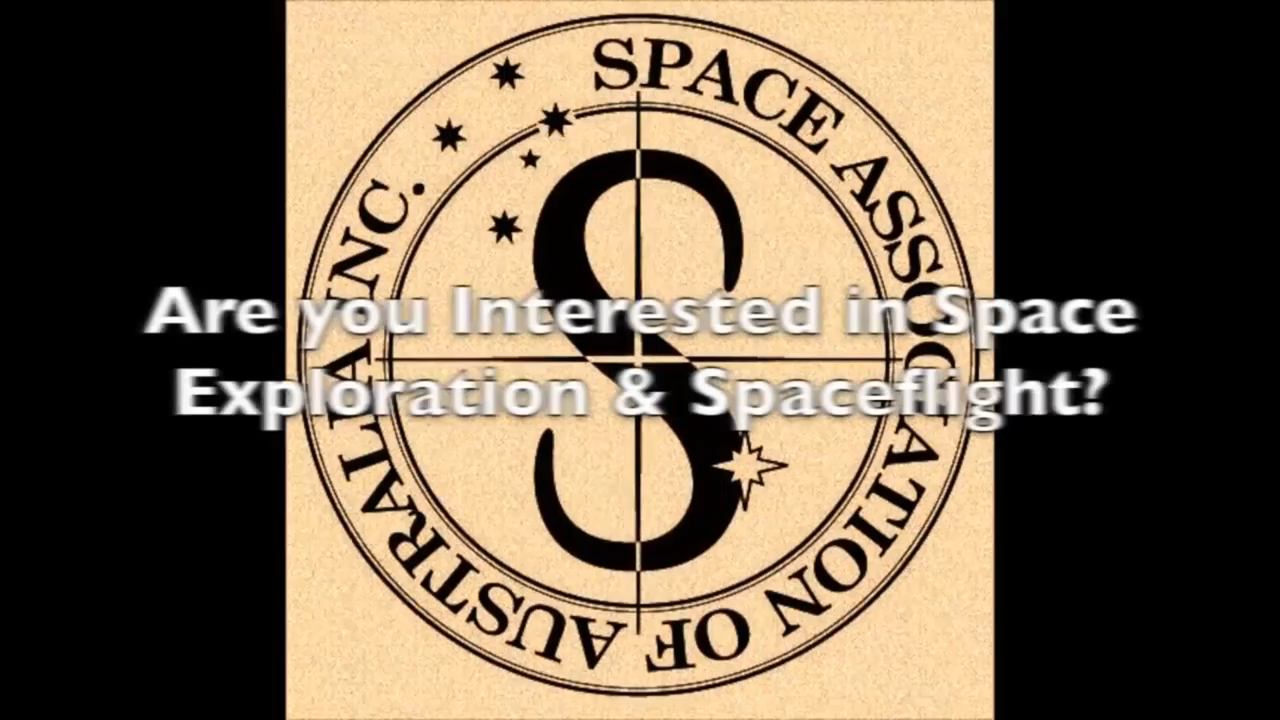 SPACE ASSOCIATION OF AUSTRALIA INC.
Are you Interested in Space
Exploration & Spaceflight?